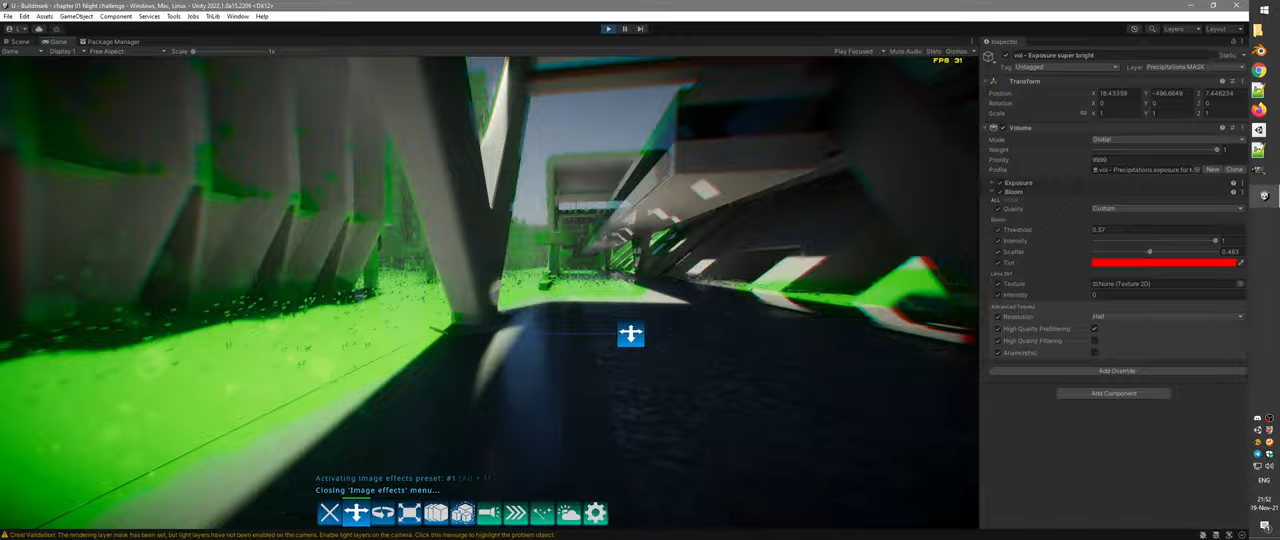 U - Buildmark - chapter 01 Night challenge - Windows, Mac, Linux - Unity 2022.1.0a15.2209 <DX12>
File Edit Assets GameObject Component Services Tools Jobs TriLib Window Help
Layers Layout
Scene Game Package Manager
Game Display 1 Free Aspect Scale 1x Play Focused Mute Audio Stats Gizmos
FPS 31
Inspector
vol - Exposure super bright Static
Tag Untagged Layer Precipitations MASK
Transform
Position X 18.43359 Y -496.6649 Z 7.446234
Rotation X 0 Y 0 Z 0
Scale X 1 Y 1 Z 1
Volume
Mode Global
Weight 1
Priority 9999
Profile vol - Precipitations exposure for New Clone
Exposure
Bloom
ALL
Quality Custom
Bloom
Threshold 0.57
Intensity 1
Scatter 0.463
Tint
Lens Dirt
Texture None (Texture 2D)
Intensity 0
Advanced Tweaks
Resolution Half
High Quality Prefiltering
High Quality Filtering
Anamorphic
Add Override
Add Component
Activating image effects preset: #1
Closing 'Image effects' menu...
ENG
21:52
19-Nov-21
Crest Validation: The rendering layer mask has been set, but light layers have not been enabled on the camera. Enable light layers on the camera. Click this message to highlight the problem object.